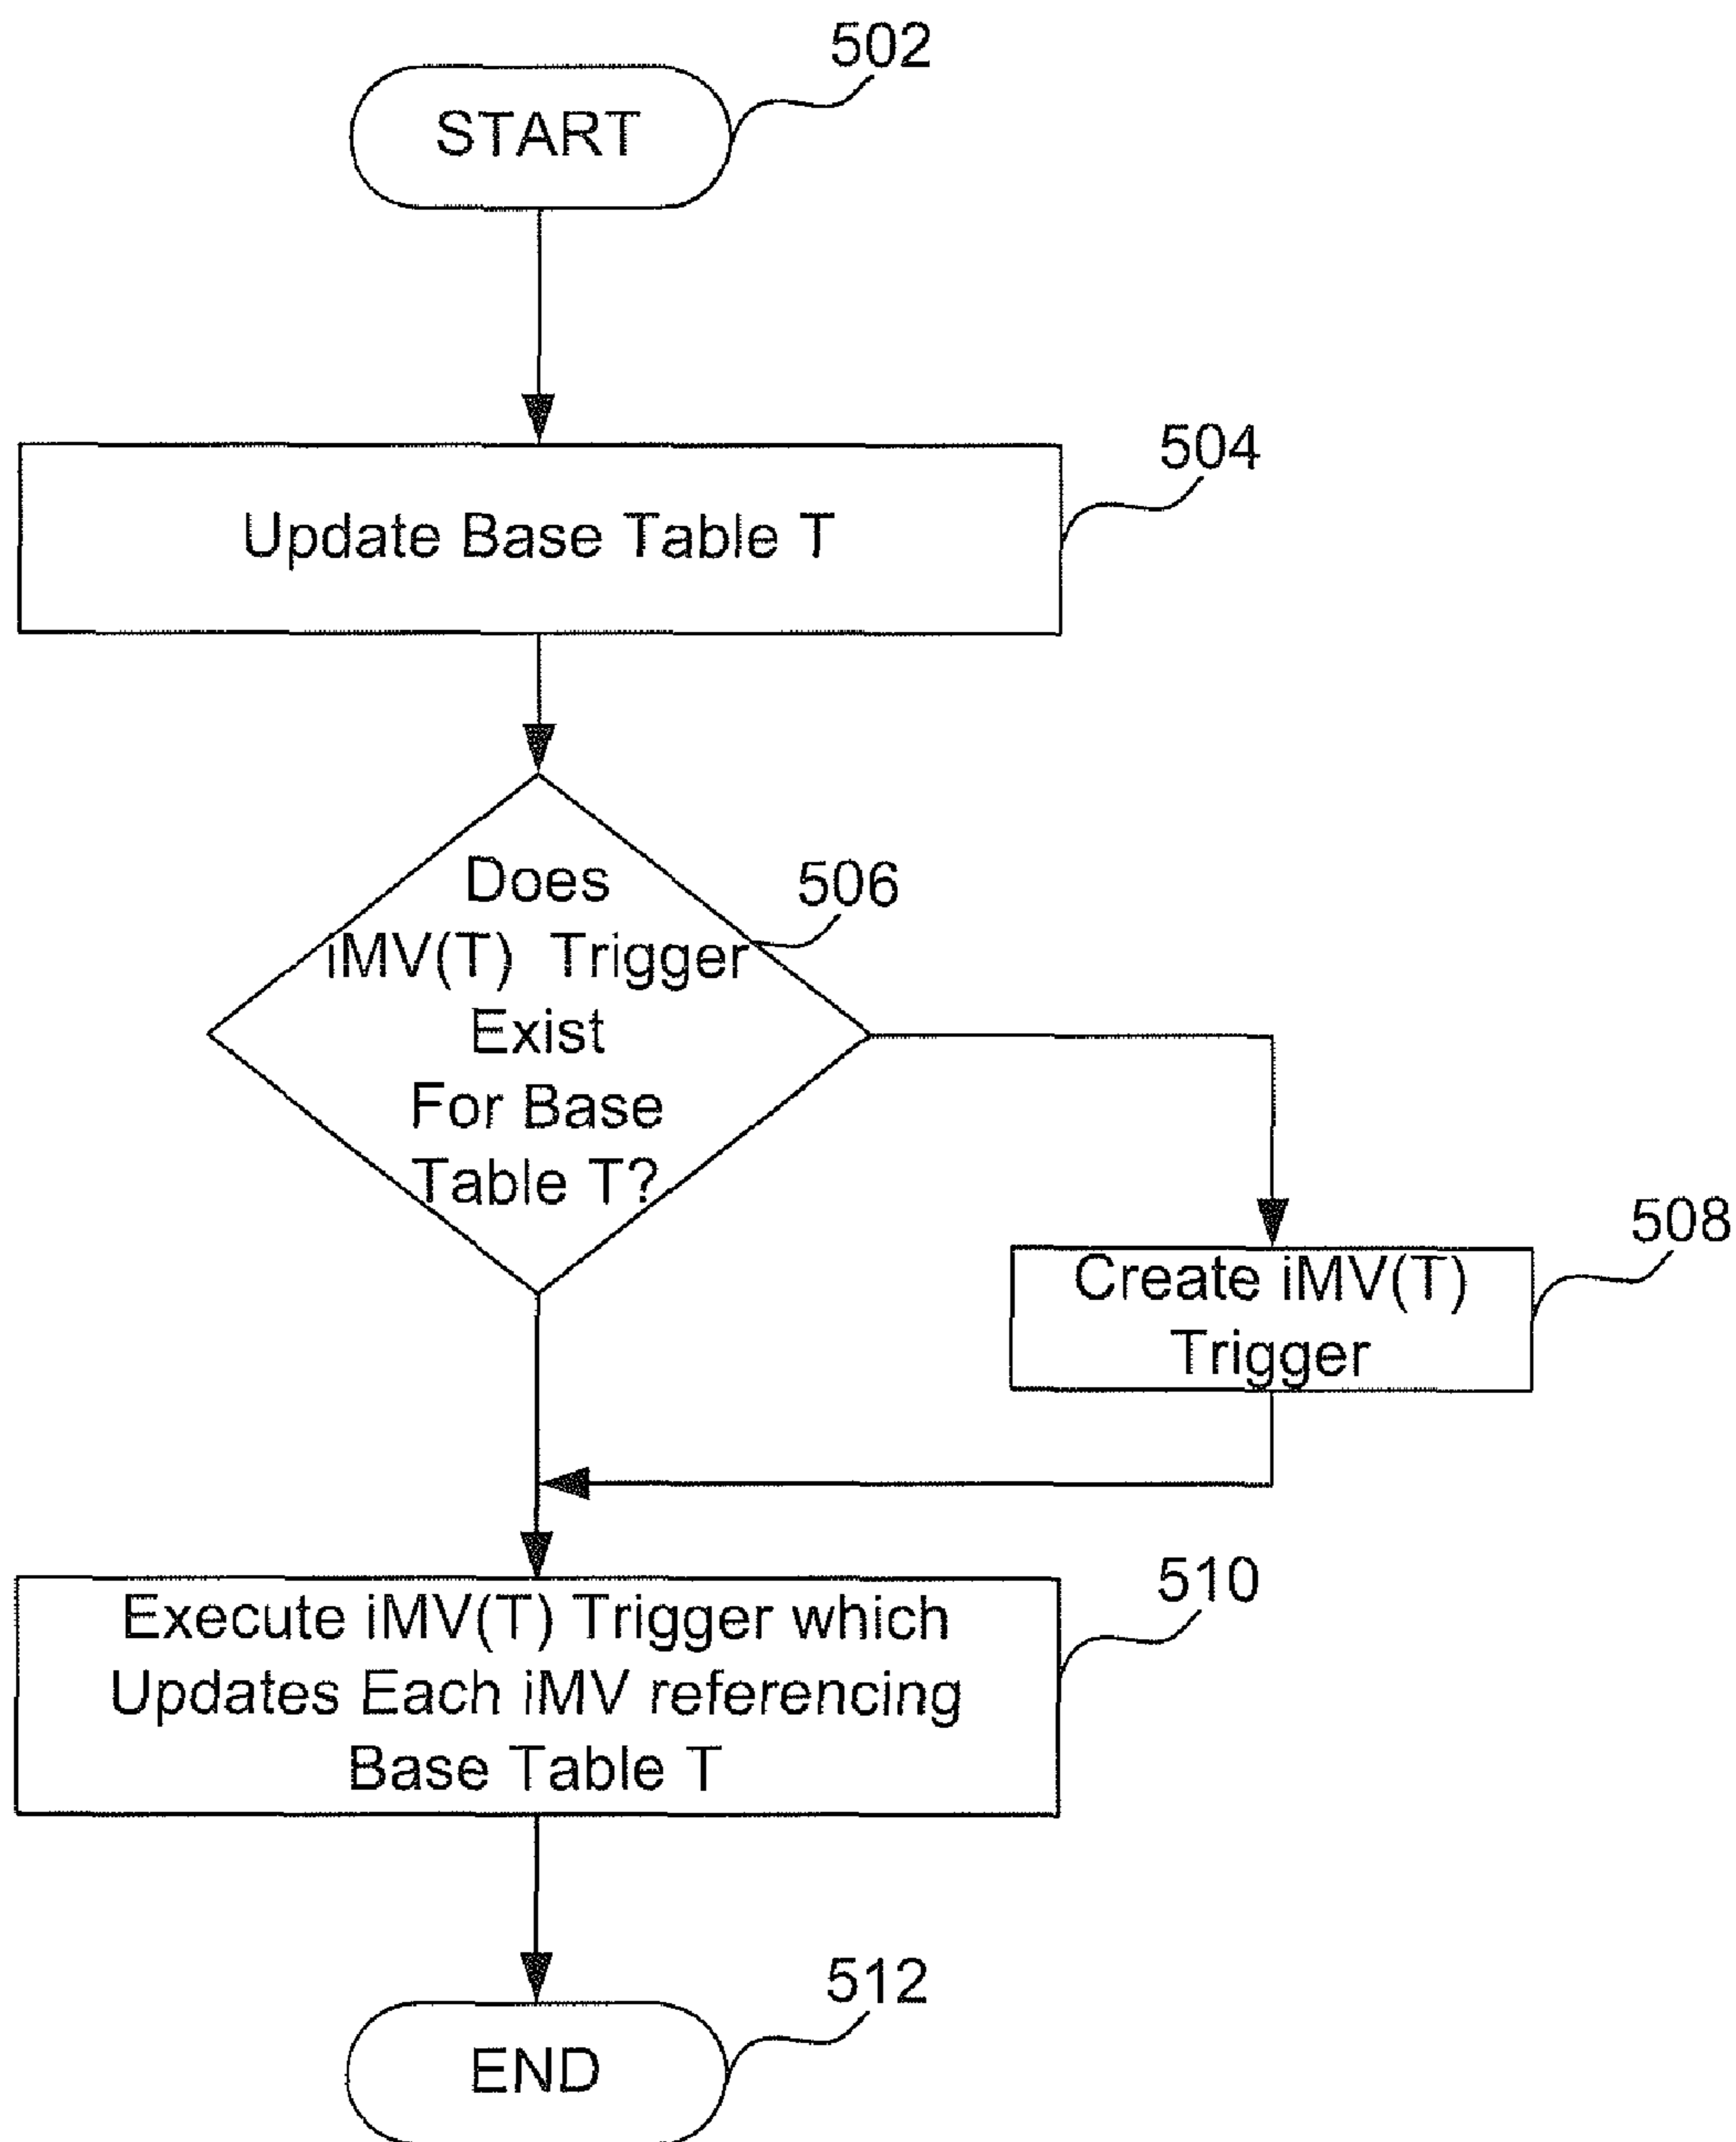 502
START
504
Update Base Table T
506
Does
iMV(T) Trigger
Exist
For Base
Table T?
508
Create iMV(T)
Trigger
510
Execute iMV(T) Trigger which
Updates Each iMV referencing
Base Table T
512
END